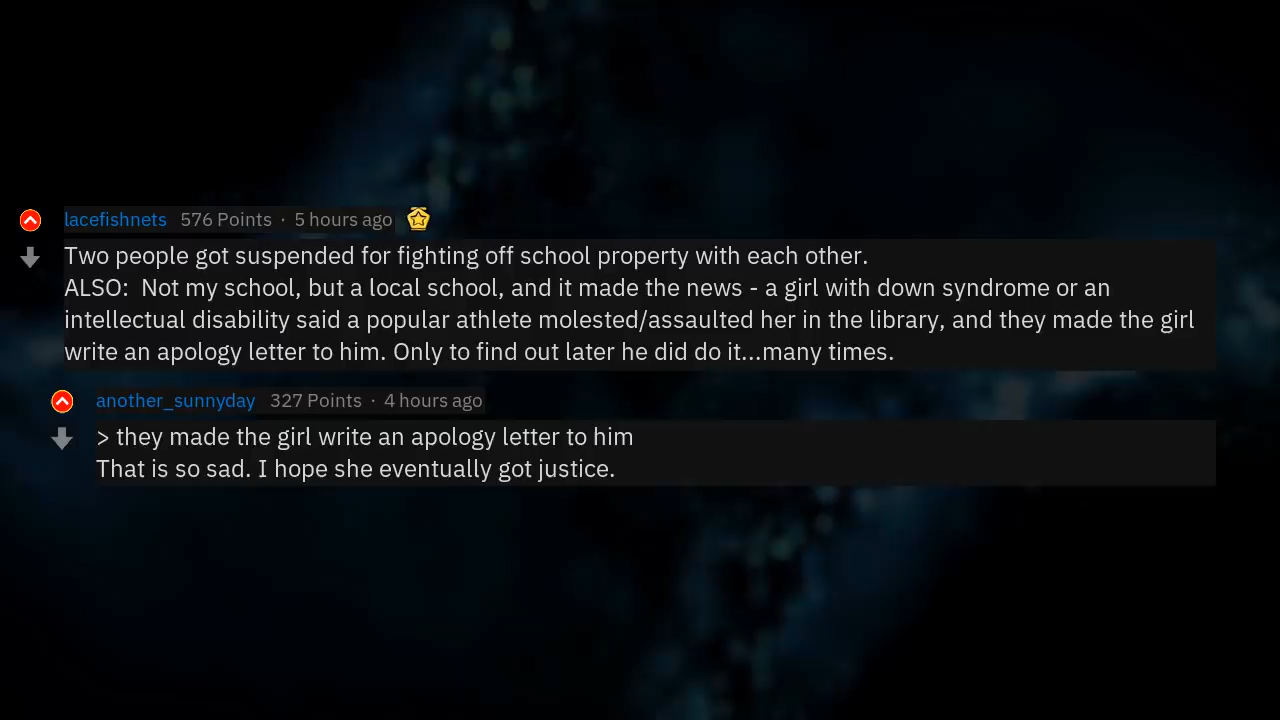 lacefishnets 576 Points · 5 hours ago
Two people got suspended for fighting off school property with each other.
ALSO:  Not my school, but a local school, and it made the news - a girl with down syndrome or an
intellectual disability said a popular athlete molested/assaulted her in the library, and they made the girl
write an apology letter to him. Only to find out later he did do it...many times.
another_sunnyday 327 Points · 4 hours ago
> they made the girl write an apology letter to him
That is so sad. I hope she eventually got justice.